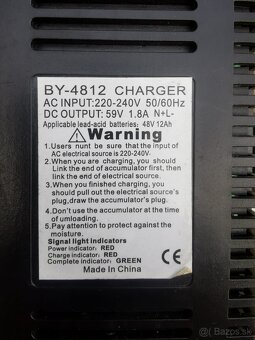 BY-4812 CHARGER
AC INPUT:220-240V 50/60Hz
DC OUTPUT: 59V 1.8A N+L-
Applicable lead-acid batteries: 48V 12Ah
Warning
1.Users nunt be sure that the input of
AC electrical source is 220-240V.
2.When you are charging, you should
Link the end of accumulator first, then
link end of electrical source.
3.When you're finished charging, you
should pull out the electrical source's
plug,draw the accumulator's plug.
4.Don't use the accumulator at the time
of umloading.
5.Pay attention to protect against the
moisture.
Signal light indicators
Power indicator: RED
Charge indicator: RED
Complete indicator: GREEN
CE
Made In China
bazos.sk